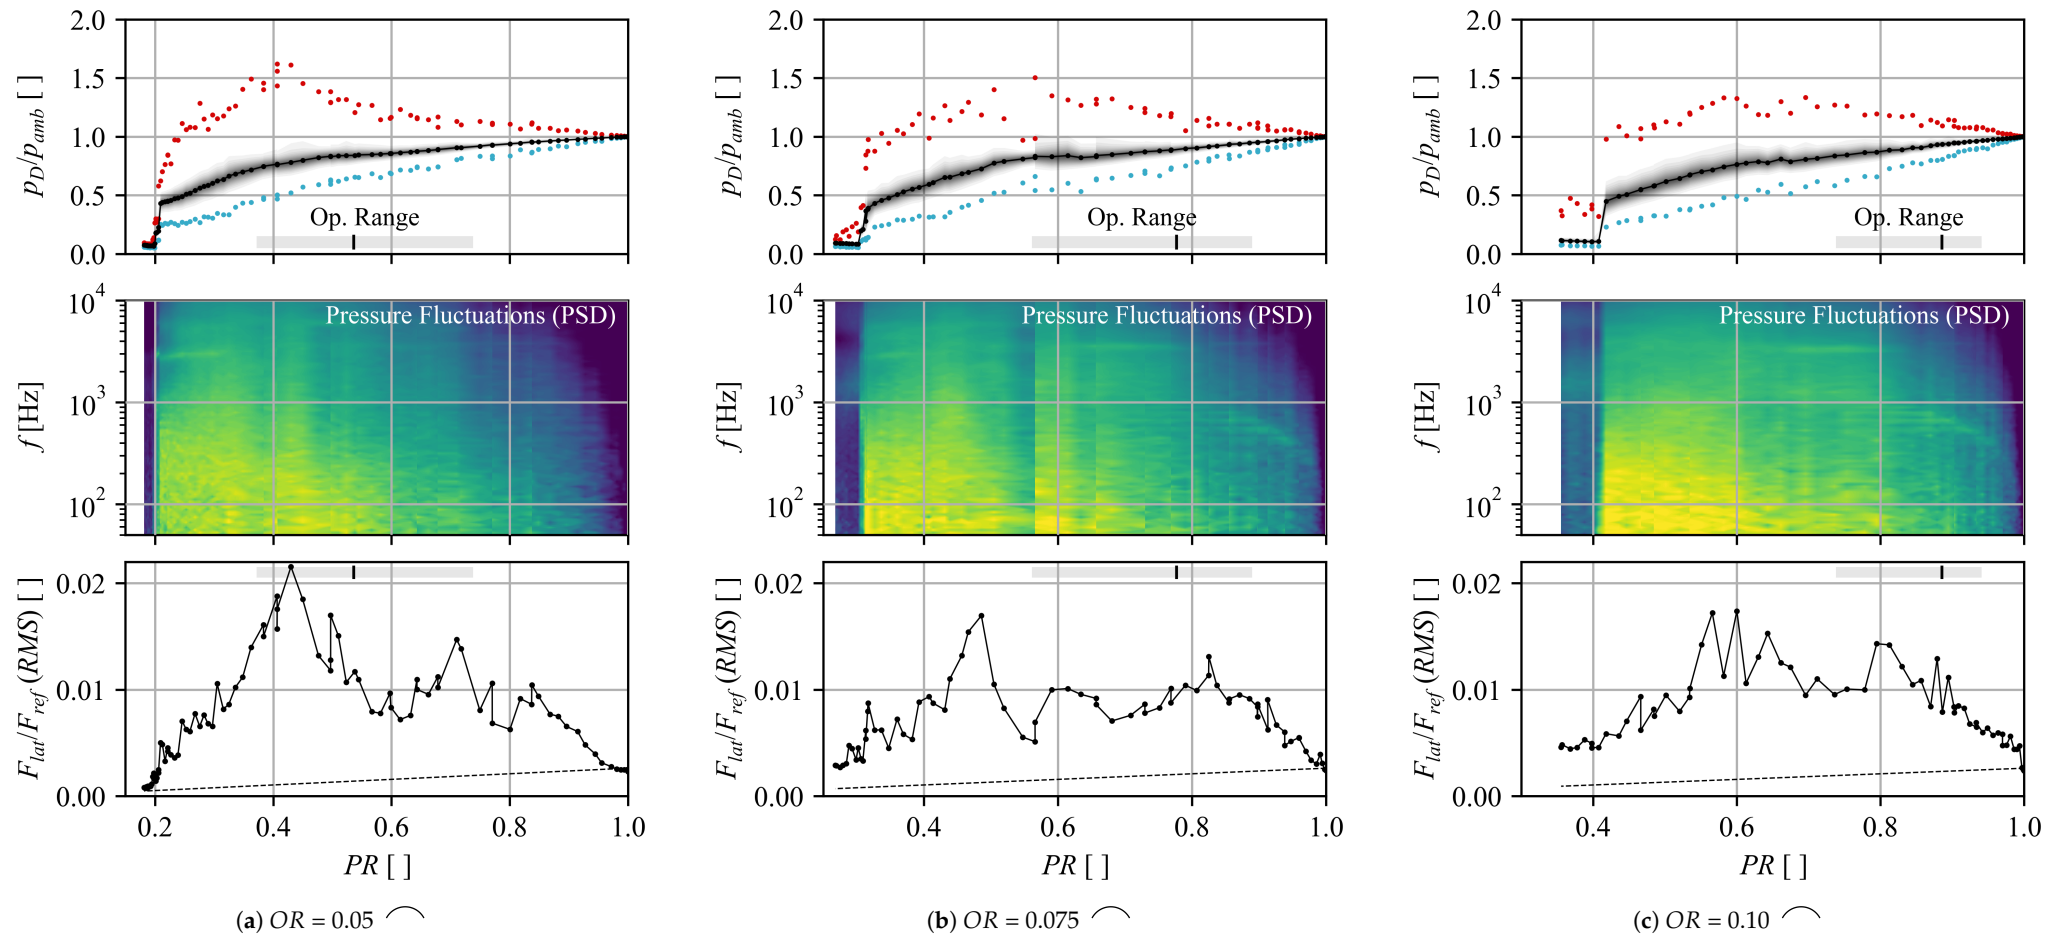 p_D/p_amb [ ]
2.0
1.5
1.0
0.5
0.0
Op. Range
p_D/p_amb [ ]
2.0
1.5
1.0
0.5
0.0
Op. Range
p_D/p_amb [ ]
2.0
1.5
1.0
0.5
0.0
Op. Range
f [Hz]
10^4
10^3
10^2
Pressure Fluctuations (PSD)
f [Hz]
10^4
10^3
10^2
Pressure Fluctuations (PSD)
f [Hz]
10^4
10^3
10^2
Pressure Fluctuations (PSD)
F_lat/F_ref (RMS) [ ]
0.02
0.01
0.00
0.2 0.4 0.6 0.8 1.0
PR [ ]
F_lat/F_ref (RMS) [ ]
0.02
0.01
0.00
0.4 0.6 0.8 1.0
PR [ ]
F_lat/F_ref (RMS) [ ]
0.02
0.01
0.00
0.4 0.6 0.8 1.0
PR [ ]
(a) OR = 0.05
(b) OR = 0.075
(c) OR = 0.10